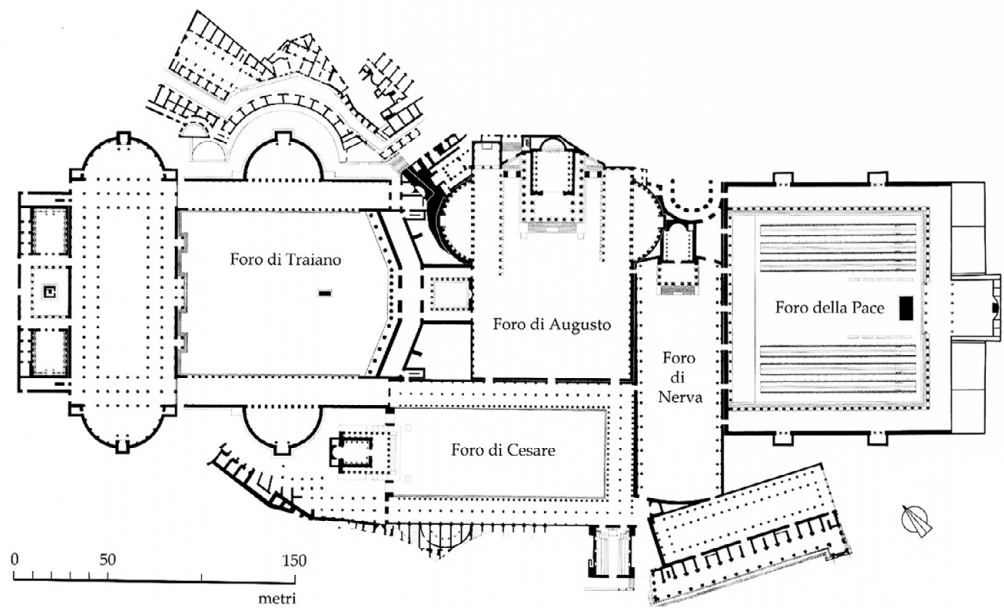 Foro di Traiano
Foro di Augusto
Foro della Pace
Foro
di
Nerva
Foro di Cesare
0 50 150
metri